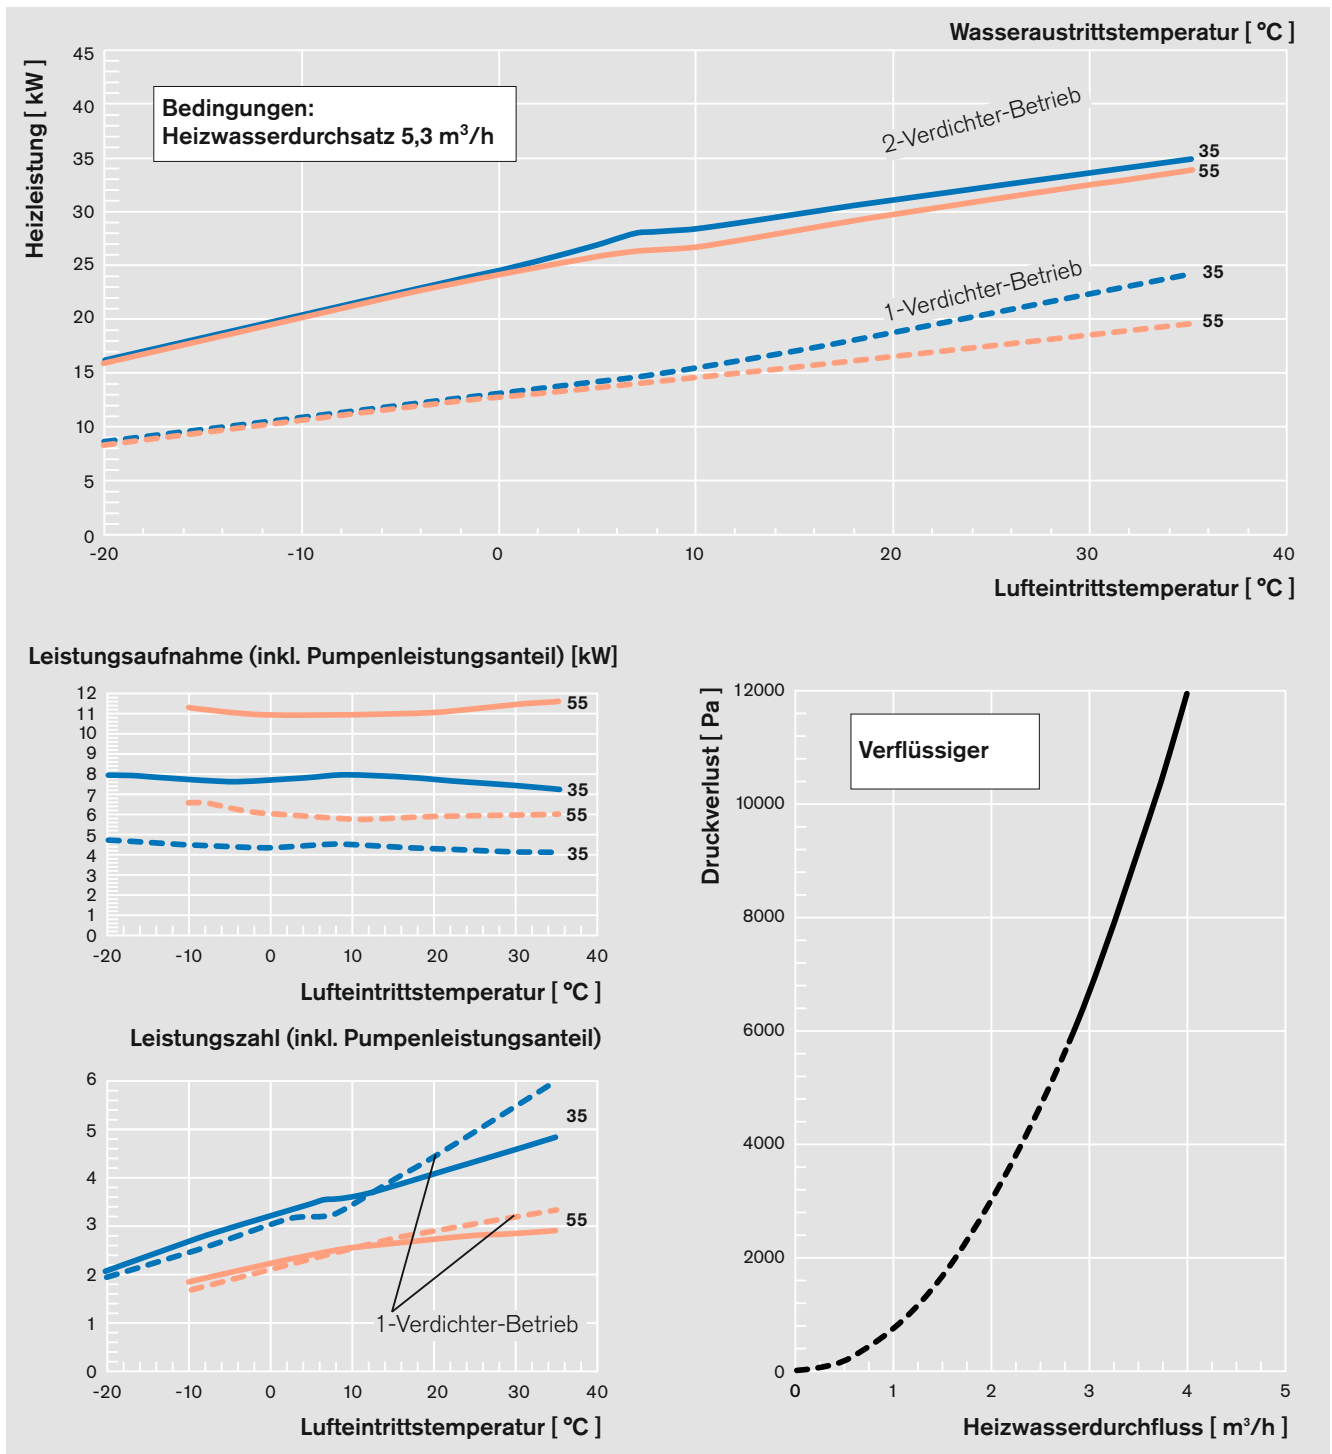 Wasseraustrittstemperatur [ °C ]
Heizleistung [ kW ]
45
40
35
30
25
20
15
10
5
0
Bedingungen:
Heizwasserdurchsatz 5,3 m³/h
2-Verdichter-Betrieb
35
55
1-Verdichter-Betrieb
35
55
-20 -10 0 10 20 30 40
Lufteintrittstemperatur [ °C ]
Leistungsaufnahme (inkl. Pumpenleistungsanteil) [kW]
12
11
10
9
8
7
6
5
4
3
2
1
0
55
35
55
35
-20 -10 0 10 20 30 40
Lufteintrittstemperatur [ °C ]
Leistungszahl (inkl. Pumpenleistungsanteil)
6
5
4
3
2
1
0
35
55
1-Verdichter-Betrieb
-20 -10 0 10 20 30 40
Lufteintrittstemperatur [ °C ]
Druckverlust [ Pa ]
12000
10000
8000
6000
4000
2000
0
Verflüssiger
0 1 2 3 4 5
Heizwasserdurchfluss [ m³/h ]